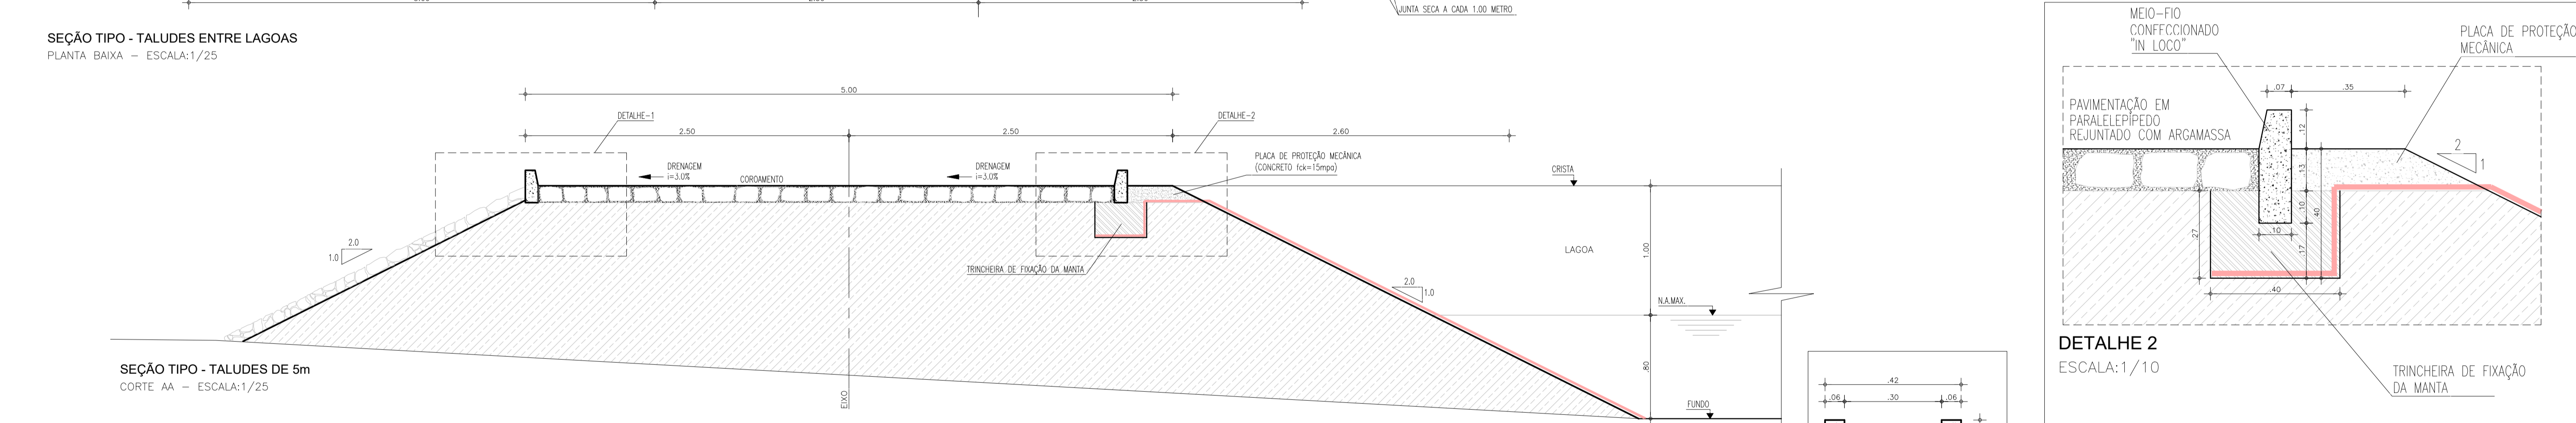 JUNTA SECA A CADA 1.00 METRO
SEÇÃO TIPO - TALUDES ENTRE LAGOAS
PLANTA BAIXA - ESCALA:1/25
5.00
DETALHE-1
DETALHE-2
2.50
2.50
2.60
DRENAGEM
i=3.0%
DRENAGEM
i=3.0%
COROAMENTO
PLACA DE PROTEÇÃO MECÂNICA
(CONCRETO fck=15mpa)
CRISTA
2.0
1.0
TRINCHEIRA DE FIXAÇÃO DA MANTA
LAGOA
1.00
2.0
1.0
N.A.MAX.
.80
FUNDO
EIXO
SEÇÃO TIPO - TALUDES DE 5m
CORTE AA - ESCALA:1/25
.42
.06
.30
.06
MEIO-FIO
CONFECCIONADO
"IN LOCO"
PLACA DE PROTEÇÃO
MECÂNICA
.07
.35
PAVIMENTAÇÃO EM
PARALELEPÍPEDO
REJUNTADO COM ARGAMASSA
.12
.13
.10
.40
.17
.27
.10
.40
2
1
DETALHE 2
ESCALA:1/10
TRINCHEIRA DE FIXAÇÃO
DA MANTA